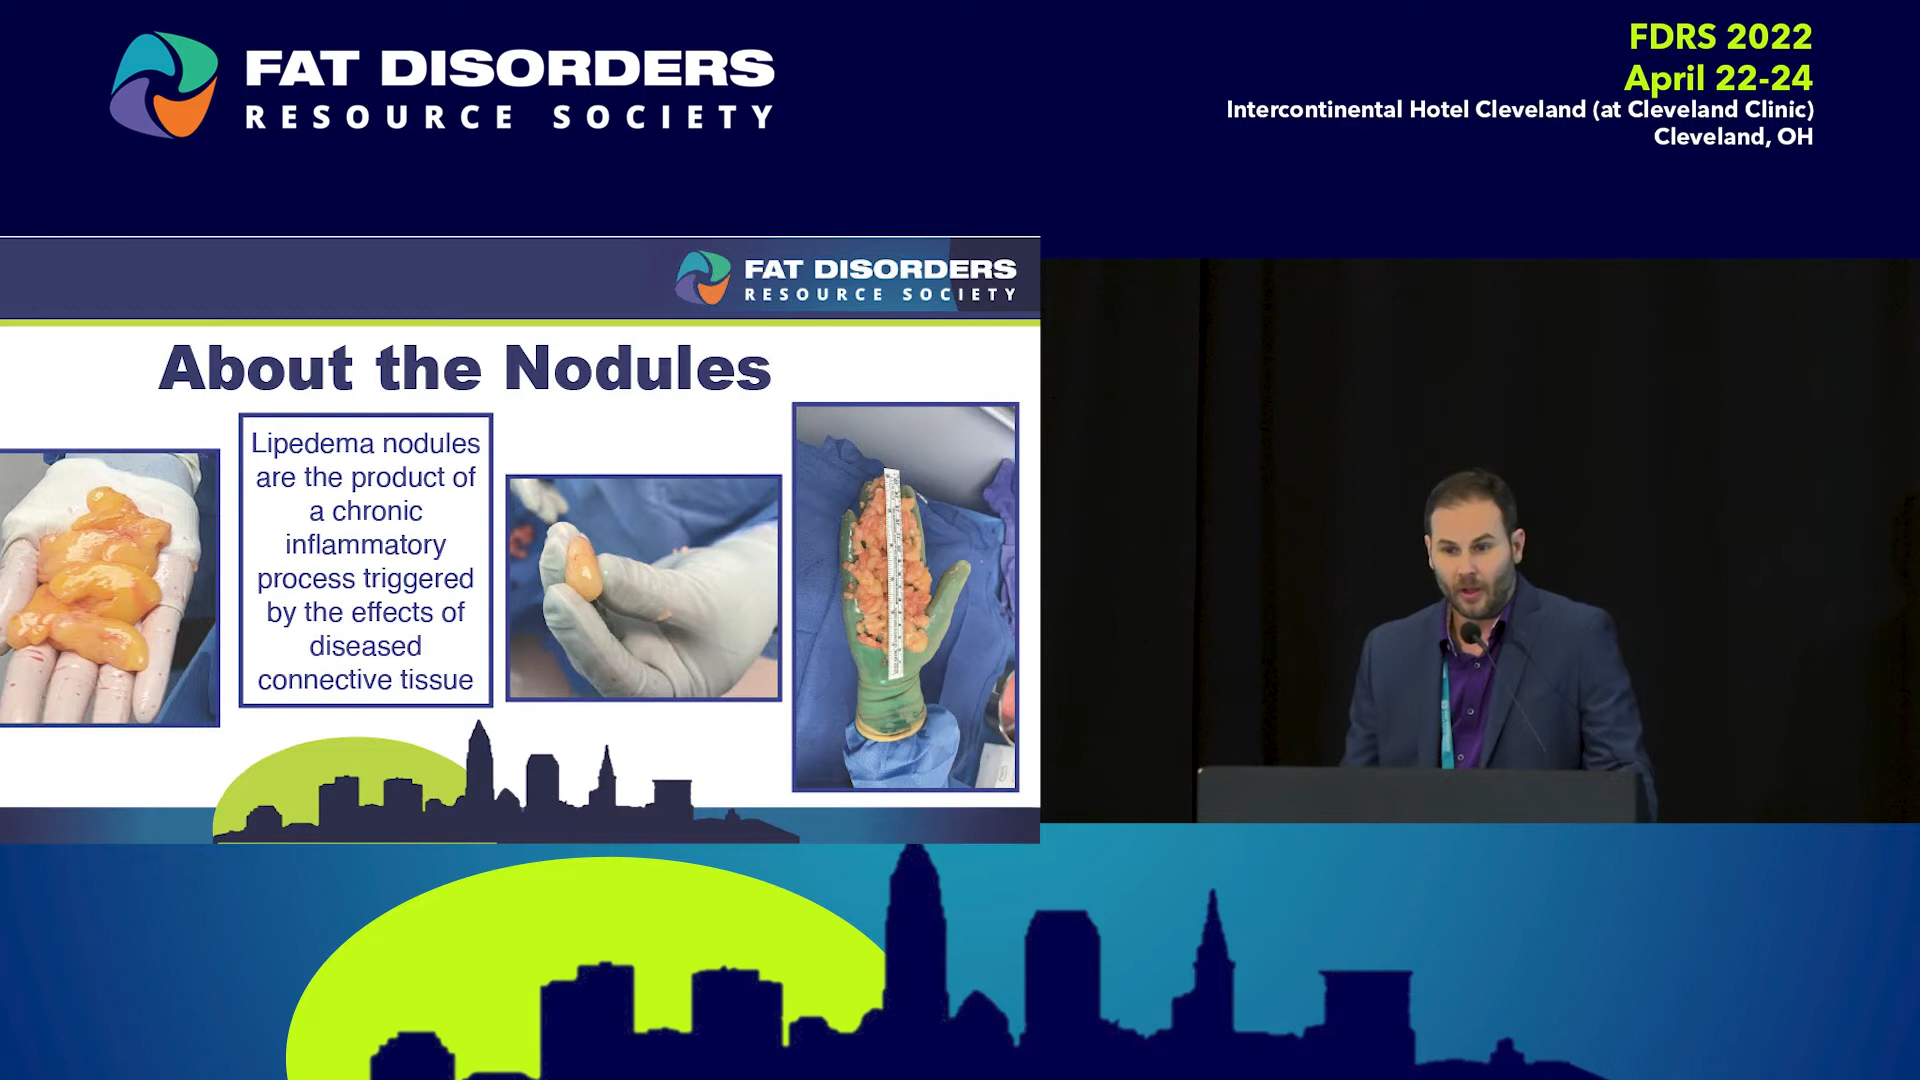 FAT DISORDERS
RESOURCE SOCIETY
FDRS 2022
April 22-24
Intercontinental Hotel Cleveland (at Cleveland Clinic)
Cleveland, OH
FAT DISORDERS
RESOURCE SOCIETY
About the Nodules
Lipedema nodules
are the product of
a chronic
inflammatory
process triggered
by the effects of
diseased
connective tissue